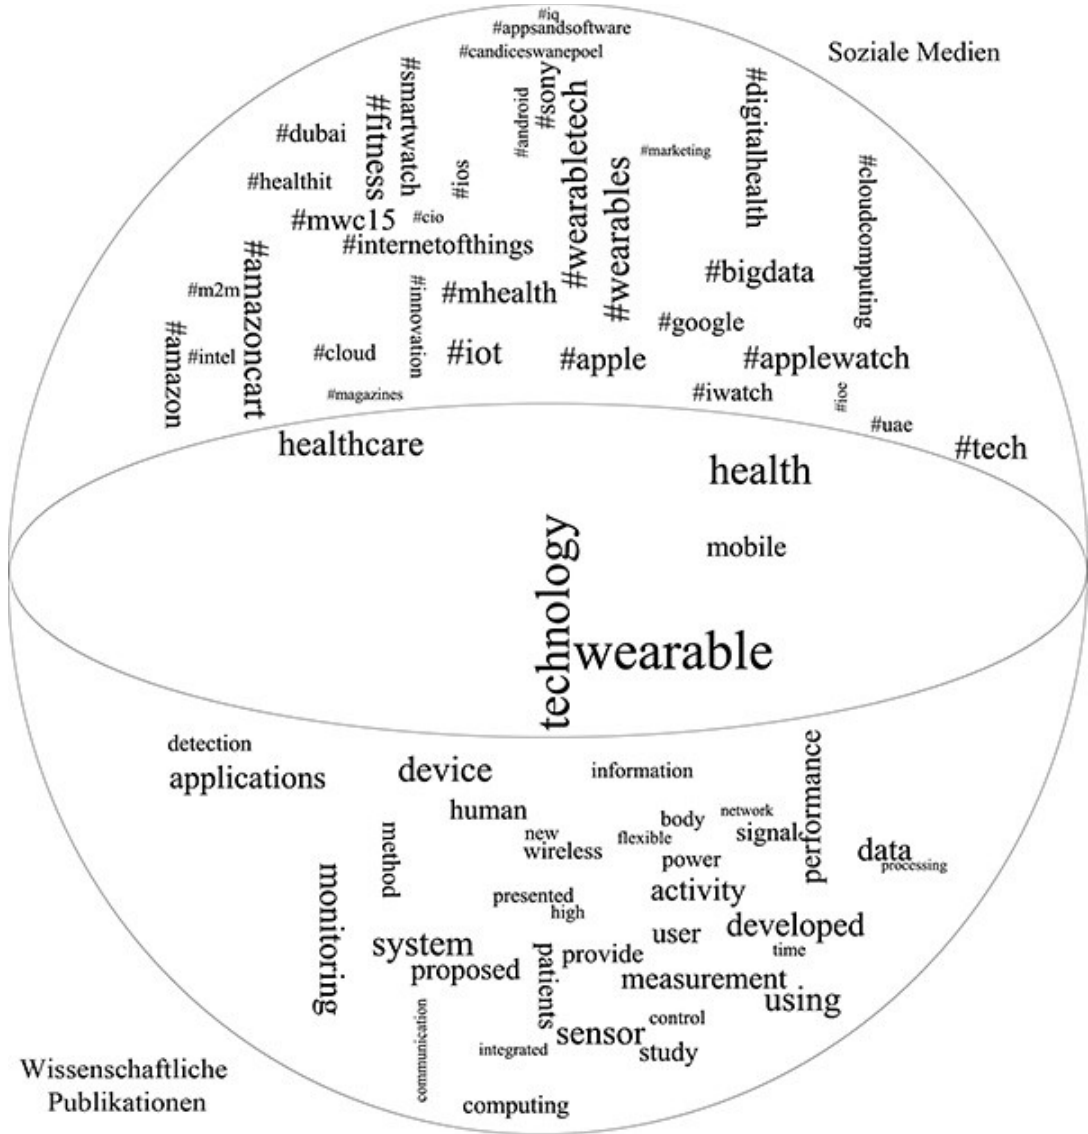 #iq
#appsandsoftware
#candiceswanepoel
Soziale Medien
#smartwatch
#fitness
#dubai
#android
#sony
#wearabletech
#marketing
#digitalhealth
#healthit
#ios
#wearables
#cloudcomputing
#mwc15
#cio
#internetofthings
#m2m
#amazoncart
#innovation
#mhealth
#bigdata
#google
#amazon
#intel
#cloud
#iot
#apple
#applewatch
#magazines
#iwatch
#ioe
#uae
#tech
healthcare
health
mobile
technology
wearable
detection
applications
device
information
performance
human
method
new
wireless
flexible
body
network
signal
power
data
processing
monitoring
presented
high
activity
user
developed
time
system
proposed
patients
provide
measurement
using
communication
integrated
sensor
control
study
computing
Wissenschaftliche
Publikationen